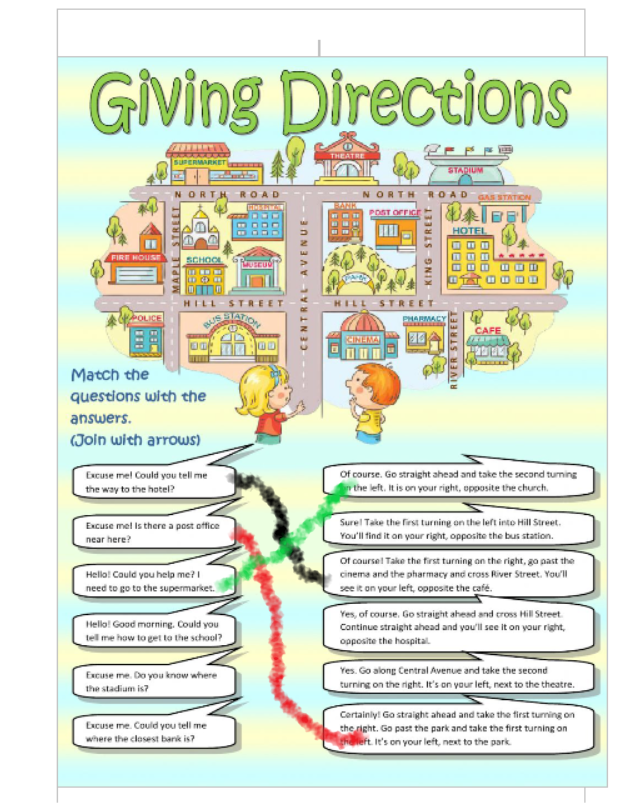 Giving Directions
SUPERMARKET
THEATRE
STADIUM
NORTH ROAD
NORTH ROAD
GAS STATION
MAPLE STREET
HOSPITAL
BANK
POST OFFICE
KING STREET
HOTEL
FIRE HOUSE
SCHOOL
MUSEUM
CENTRAL AVENUE
PARK
HILL STREET
HILL STREET
POLICE
BUS STATION
CINEMA
PHARMACY
RIVER STREET
CAFE
Match the
questions with the
answers.
(Join with arrows)
Excuse me! Could you tell me
the way to the hotel?
Excuse me! Is there a post office
near here?
Hello! Could you help me? I
need to go to the supermarket.
Hello! Good morning. Could you
tell me how to get to the school?
Excuse me. Do you know where
the stadium is?
Excuse me. Could you tell me
where the closest bank is?
Of course. Go straight ahead and take the second turning
on the left. It is on your right, opposite the church.
Sure! Take the first turning on the left into Hill Street.
You'll find it on your right, opposite the bus station.
Of course! Take the first turning on the right, go past the
cinema and the pharmacy and cross River Street. You'll
see it on your left, opposite the café.
Yes, of course. Go straight ahead and cross Hill Street.
Continue straight ahead and you'll see it on your right,
opposite the hospital.
Yes. Go along Central Avenue and take the second
turning on the right. It's on your left, next to the theatre.
Certainly! Go straight ahead and take the first turning on
the right. Go past the park and take the first turning on
the left. It's on your left, next to the park.